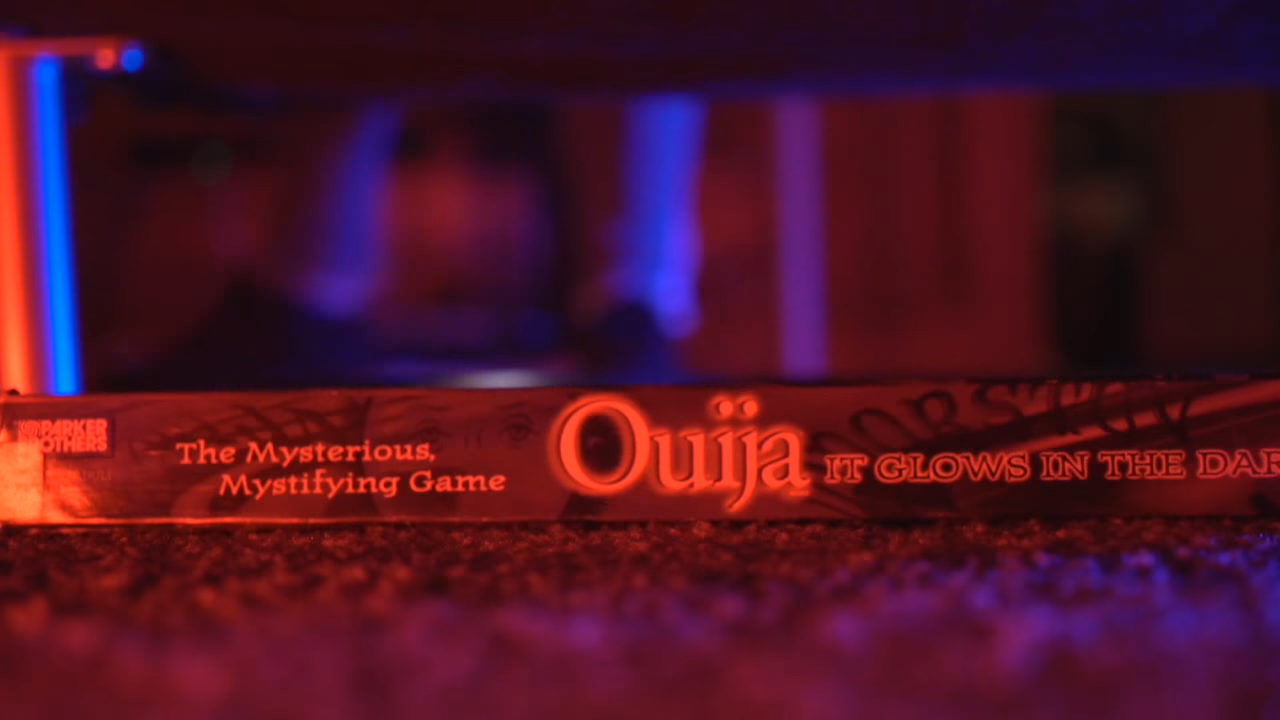 PARKER
BROTHERS
The Mysterious,
Mystifying Game
Ouija
IT GLOWS IN THE DAR